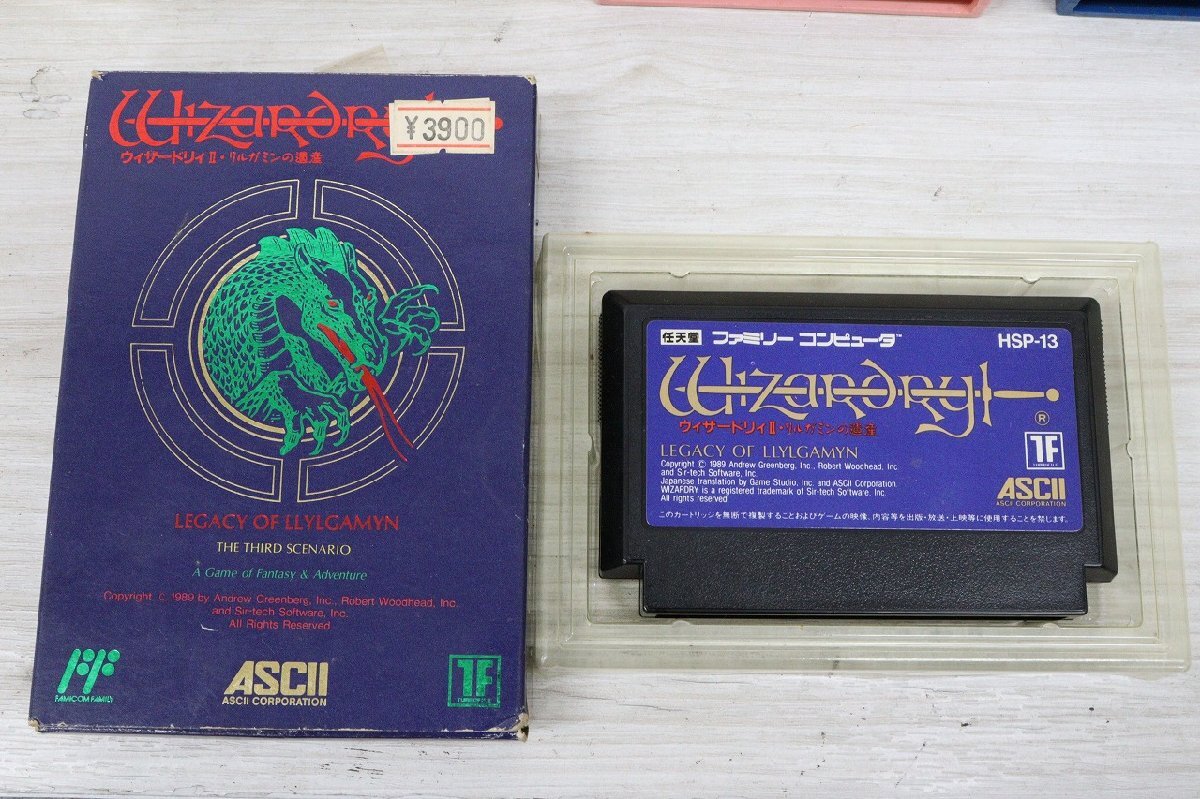 Wizardry
¥3900
ウィザードリィII・リルガミンの遺産
LEGACY OF LLYLGAMYN
THE THIRD SCENARIO
A Game of Fantasy & Adventure
Copyright © 1989 by Andrew Greenberg, Inc., Robert Woodhead, Inc.
and Sir-tech Software, Inc.
All Rights Reserved
FF
FAMICOM FAMILY
ASCII
ASCII CORPORATION
TF
任天堂 ファミリー コンピュータ™
HSP-13
Wizardry
®
ウィザードリィII・リルガミンの遺産
LEGACY OF LLYLGAMYN
Copyright © 1989 Andrew Greenberg, Inc., Robert Woodhead, Inc.
and Sir-tech Software, Inc.
Japanese translation by Game Studio, Inc. and ASCII Corporation
WIZARDRY is a registered trademark of Sir-tech Software, Inc.
All rights reserved
TF
ASCII
ASCII CORPORATION
このカートリッジを無断で複製することおよびゲームの映像、内容等を出版・放送・上映等に使用することを禁じます。